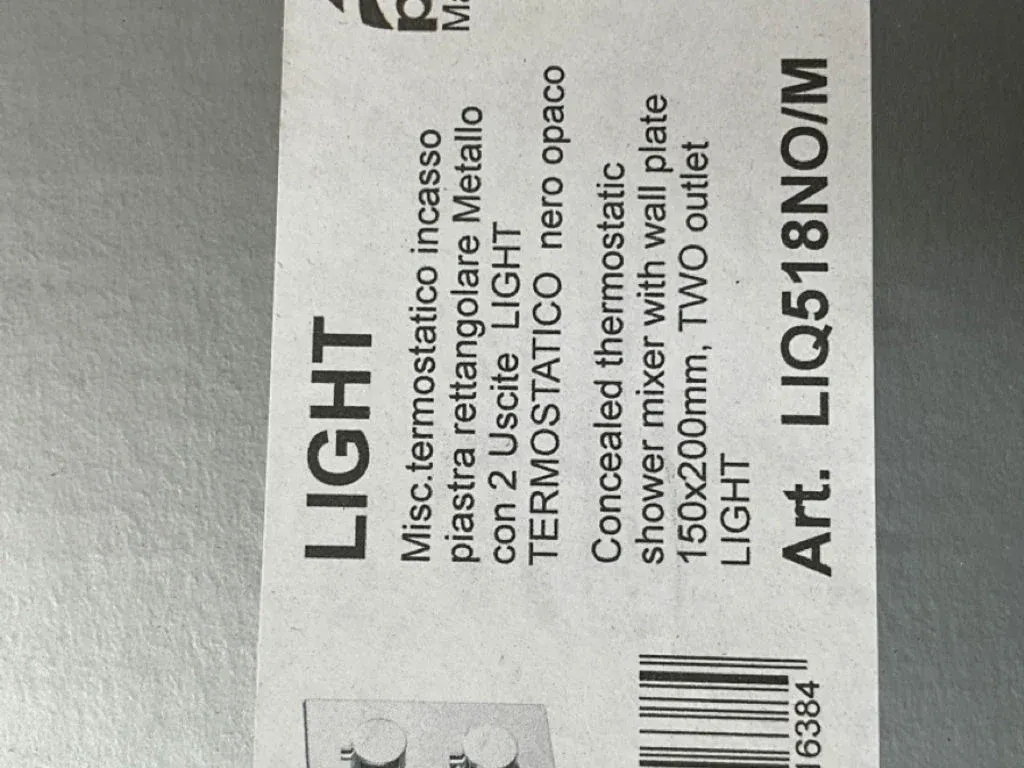 LIGHT
Misc.termostatico incasso
piastra rettangolare Metallo
con 2 Uscite LIGHT
TERMOSTATICO nero opaco
Concealed thermostatic
shower mixer with wall plate
150x200mm, TWO outlet
LIGHT
Art. LIQ518NO/M
16384